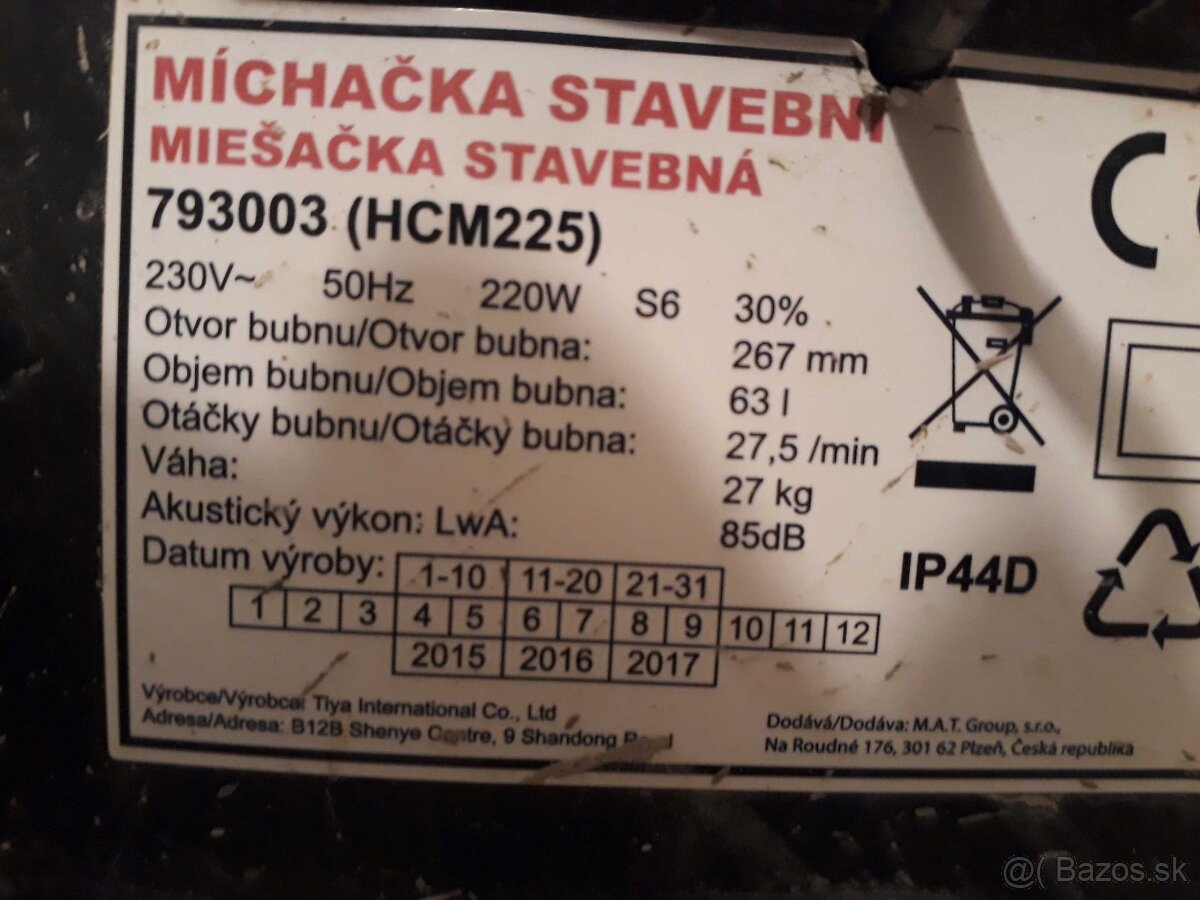 MÍCHAČKA STAVEBNÍ
MIEŠAČKA STAVEBNÁ
793003 (HCM225)
230V~ 50Hz 220W S6 30%
Otvor bubnu/Otvor bubna: 267 mm
Objem bubnu/Objem bubna: 63 l
Otáčky bubnu/Otáčky bubna: 27,5 /min
Váha: 27 kg
Akustický výkon: LwA: 85dB
Datum výroby: 1-10 11-20 21-31
1 2 3 4 5 6 7 8 9 10 11 12
2015 2016 2017
CE
IP44D
Výrobce/Výrobca: Tiya International Co., Ltd
Adresa/Adresa: B12B Shenye Centre, 9 Shandong Road
Dodává/Dodáva: M.A.T. Group, s.r.o.,
Na Roudné 176, 301 62 Plzeň, Česká republika
@( Bazos.sk